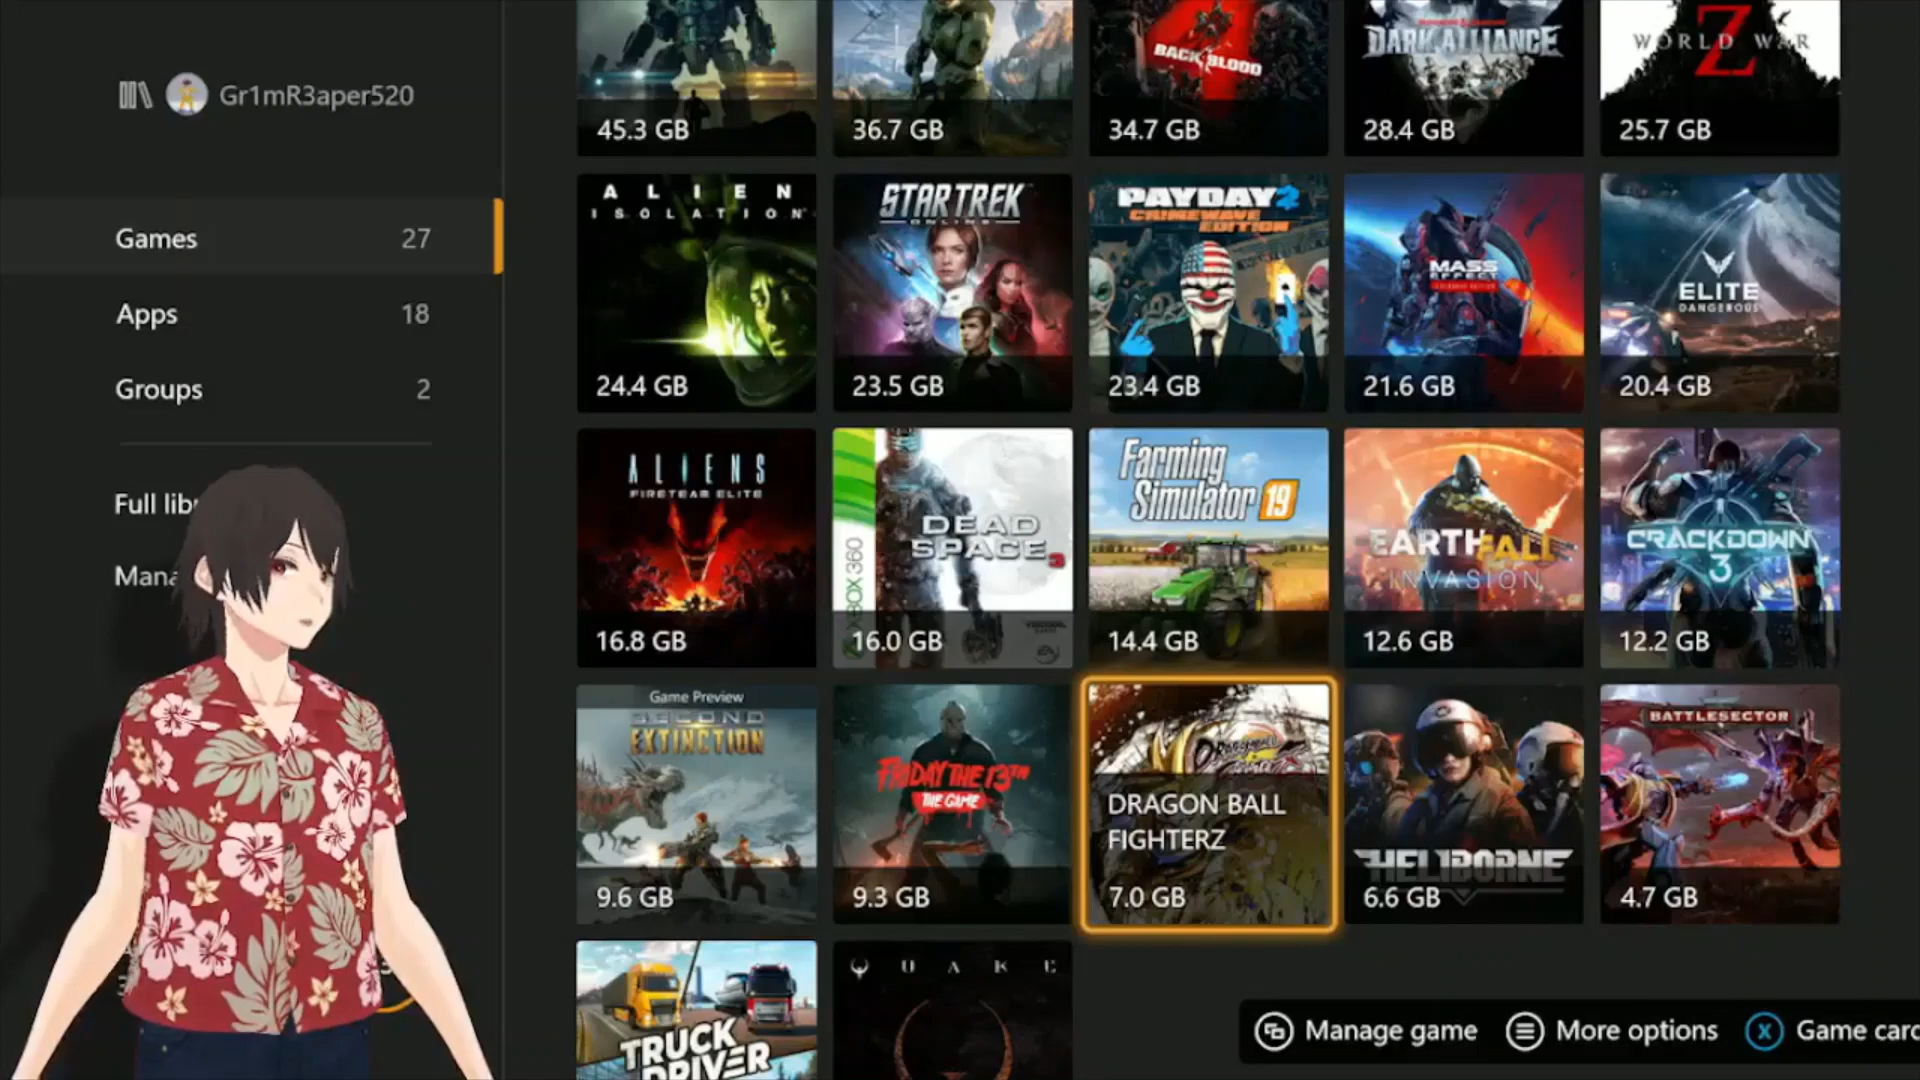 Gr1mR3aper520
Games 27
Apps 18
Groups 2
Full lib
Mana
BACK 4 BLOOD
DARK ALLIANCE
WORLD WAR
Z
45.3 GB
36.7 GB
34.7 GB
28.4 GB
25.7 GB
ALIEN
ISOLATION
STAR TREK
ONLINE
PAYDAY 2
CRIMEWAVE
EDITION
MASS
EFFECT
ELITE
DANGEROUS
24.4 GB
23.5 GB
23.4 GB
21.6 GB
20.4 GB
ALIENS
FIRETEAM ELITE
XBOX 360
DEAD
SPACE 3
Farming
Simulator 19
EARTHFALL
INVASION
CRACKDOWN
3
16.8 GB
16.0 GB
14.4 GB
12.6 GB
12.2 GB
Game Preview
SECOND
EXTINCTION
FRIDAY THE 13TH
THE GAME
DRAGON BALL
FIGHTERZ
HELIBORNE
BATTLESECTOR
9.6 GB
9.3 GB
7.0 GB
6.6 GB
4.7 GB
TRUCK
DRIVER
QUAKE
Manage game
More options
X Game card